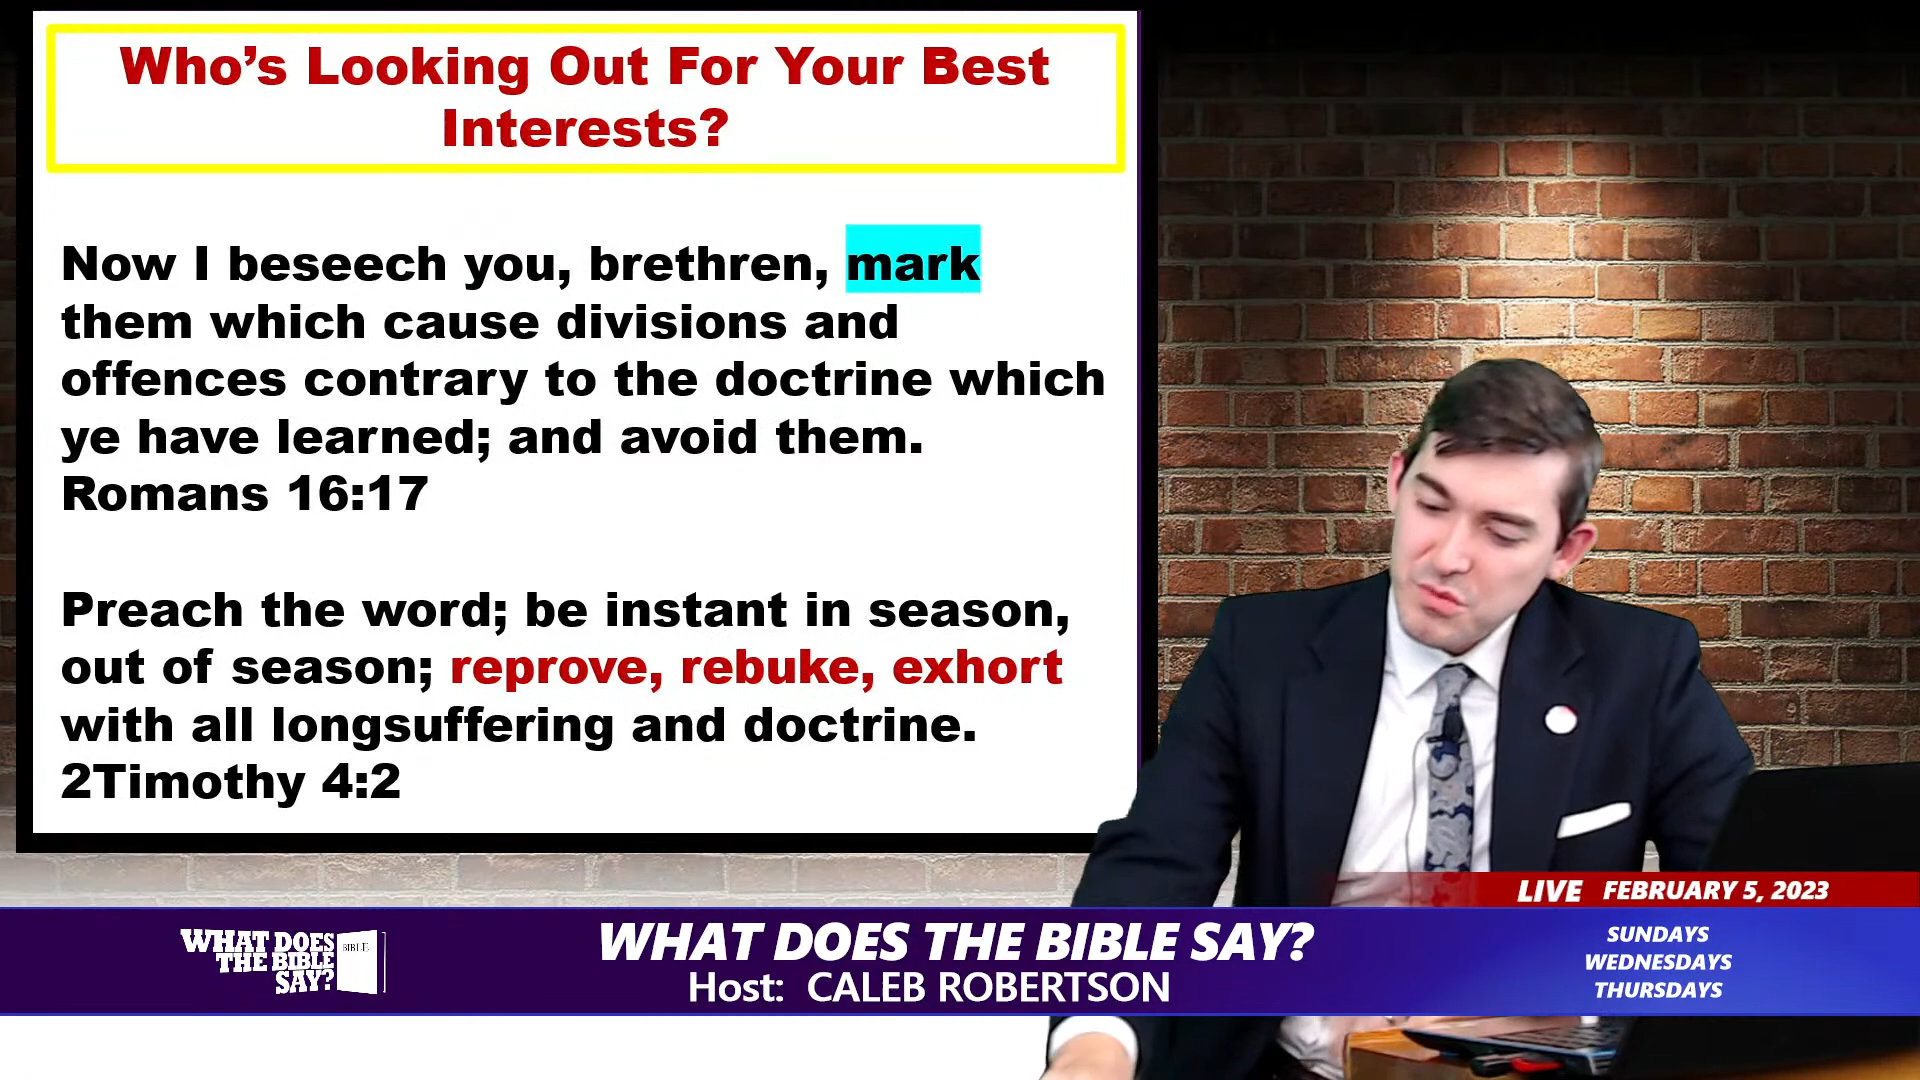 Who’s Looking Out For Your Best
Interests?
Now I beseech you, brethren, mark
them which cause divisions and
offences contrary to the doctrine which
ye have learned; and avoid them.
Romans 16:17
Preach the word; be instant in season,
out of season; reprove, rebuke, exhort
with all longsuffering and doctrine.
2Timothy 4:2
LIVE FEBRUARY 5, 2023
WHAT DOES
THE BIBLE
SAY?
BIBLE
WHAT DOES THE BIBLE SAY?
Host: CALEB ROBERTSON
SUNDAYS
WEDNESDAYS
THURSDAYS